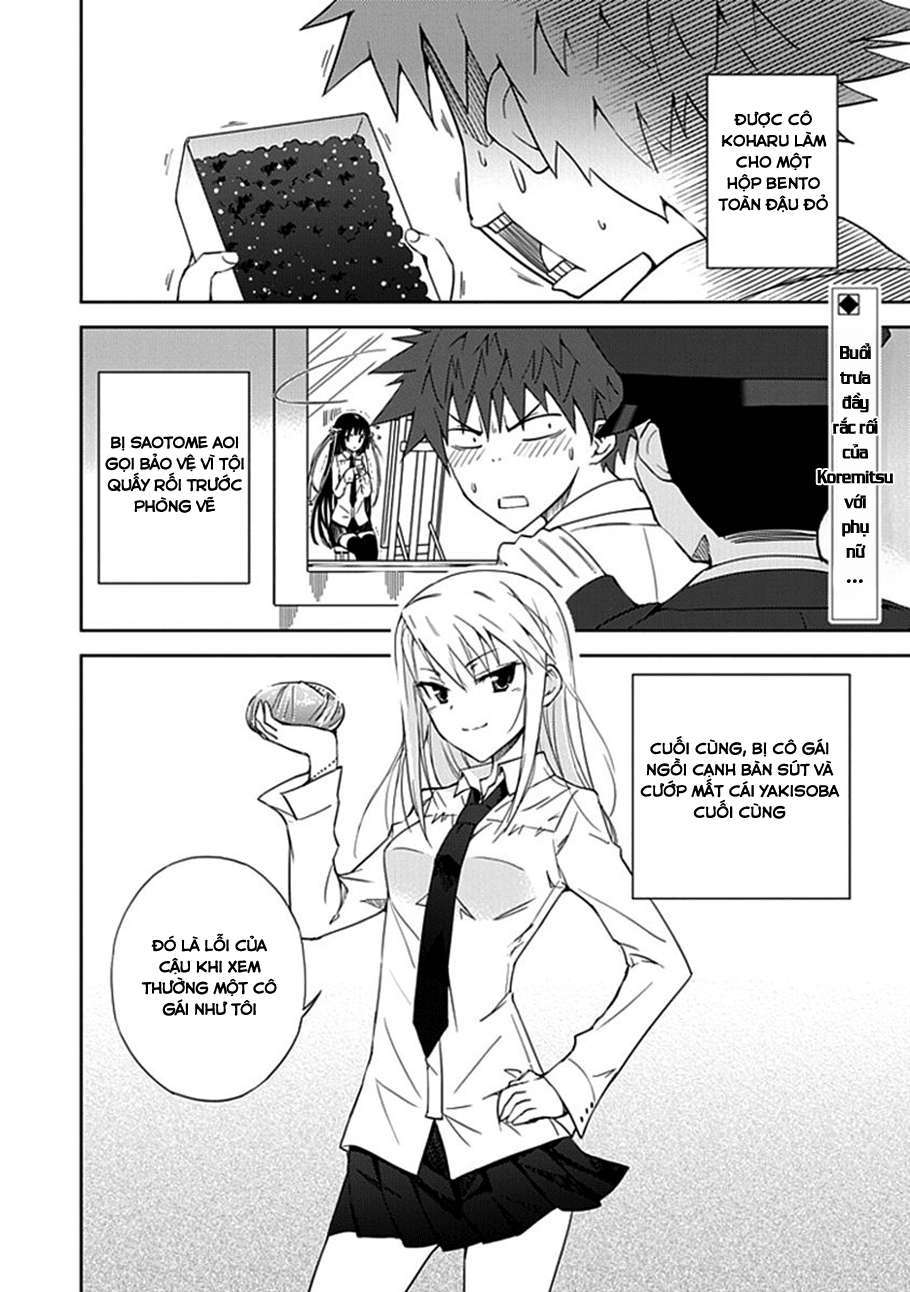 ĐƯỢC CÔ
KOHARU LÀM
CHO MỘT
HỘP BENTO
TOÀN ĐẬU ĐỎ
Buổi
trưa
đầy
rắc rối
của
Koremitsu
với
phụ
nữ
...
BỊ SAOTOME AOI
GỌI BẢO VỆ VÌ TỘI
QUẤY RỐI TRƯỚC
PHÒNG VẼ
CUỐI CÙNG, BỊ CÔ GÁI
NGỒI CẠNH BÀN SÚT VÀ
CƯỚP MẤT CÁI YAKISOBA
CUỐI CÙNG
ĐÓ LÀ LỖI CỦA
CẬU KHI XEM
THƯỜNG MỘT CÔ
GÁI NHƯ TÔI